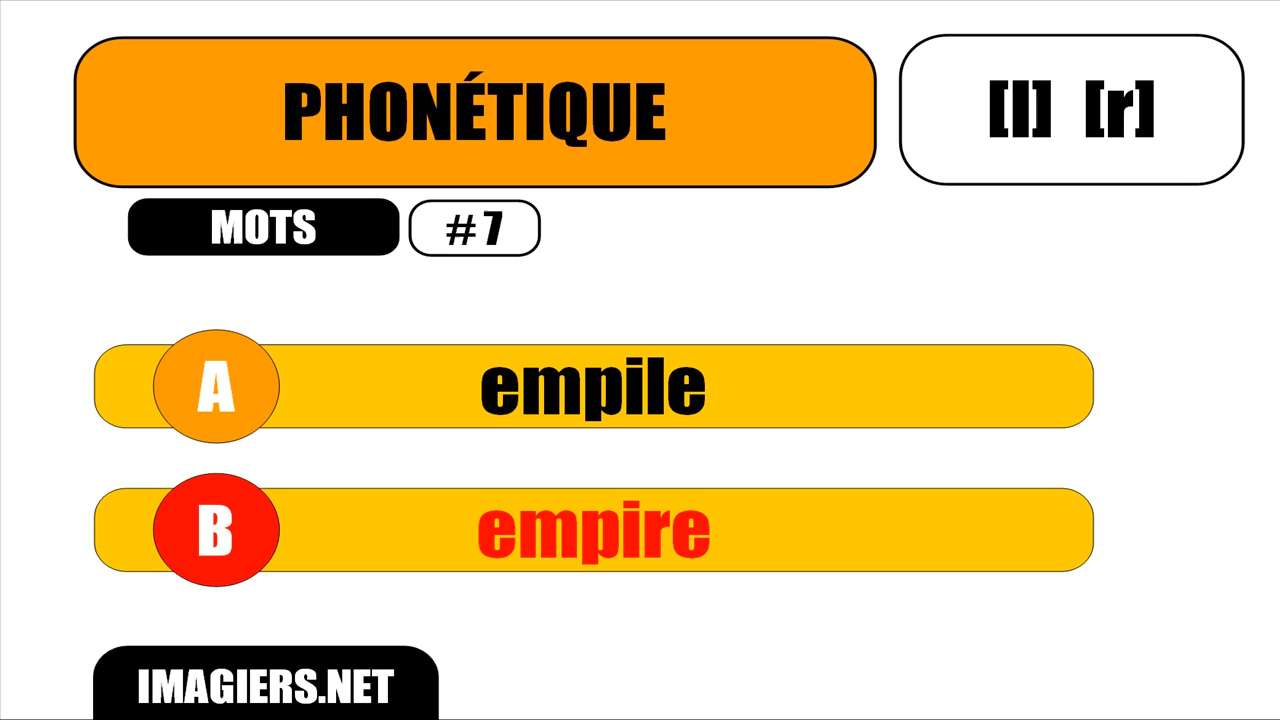 PHONÉTIQUE
[l] [r]
MOTS
#7
A empile
B empire
IMAGIERS.NET